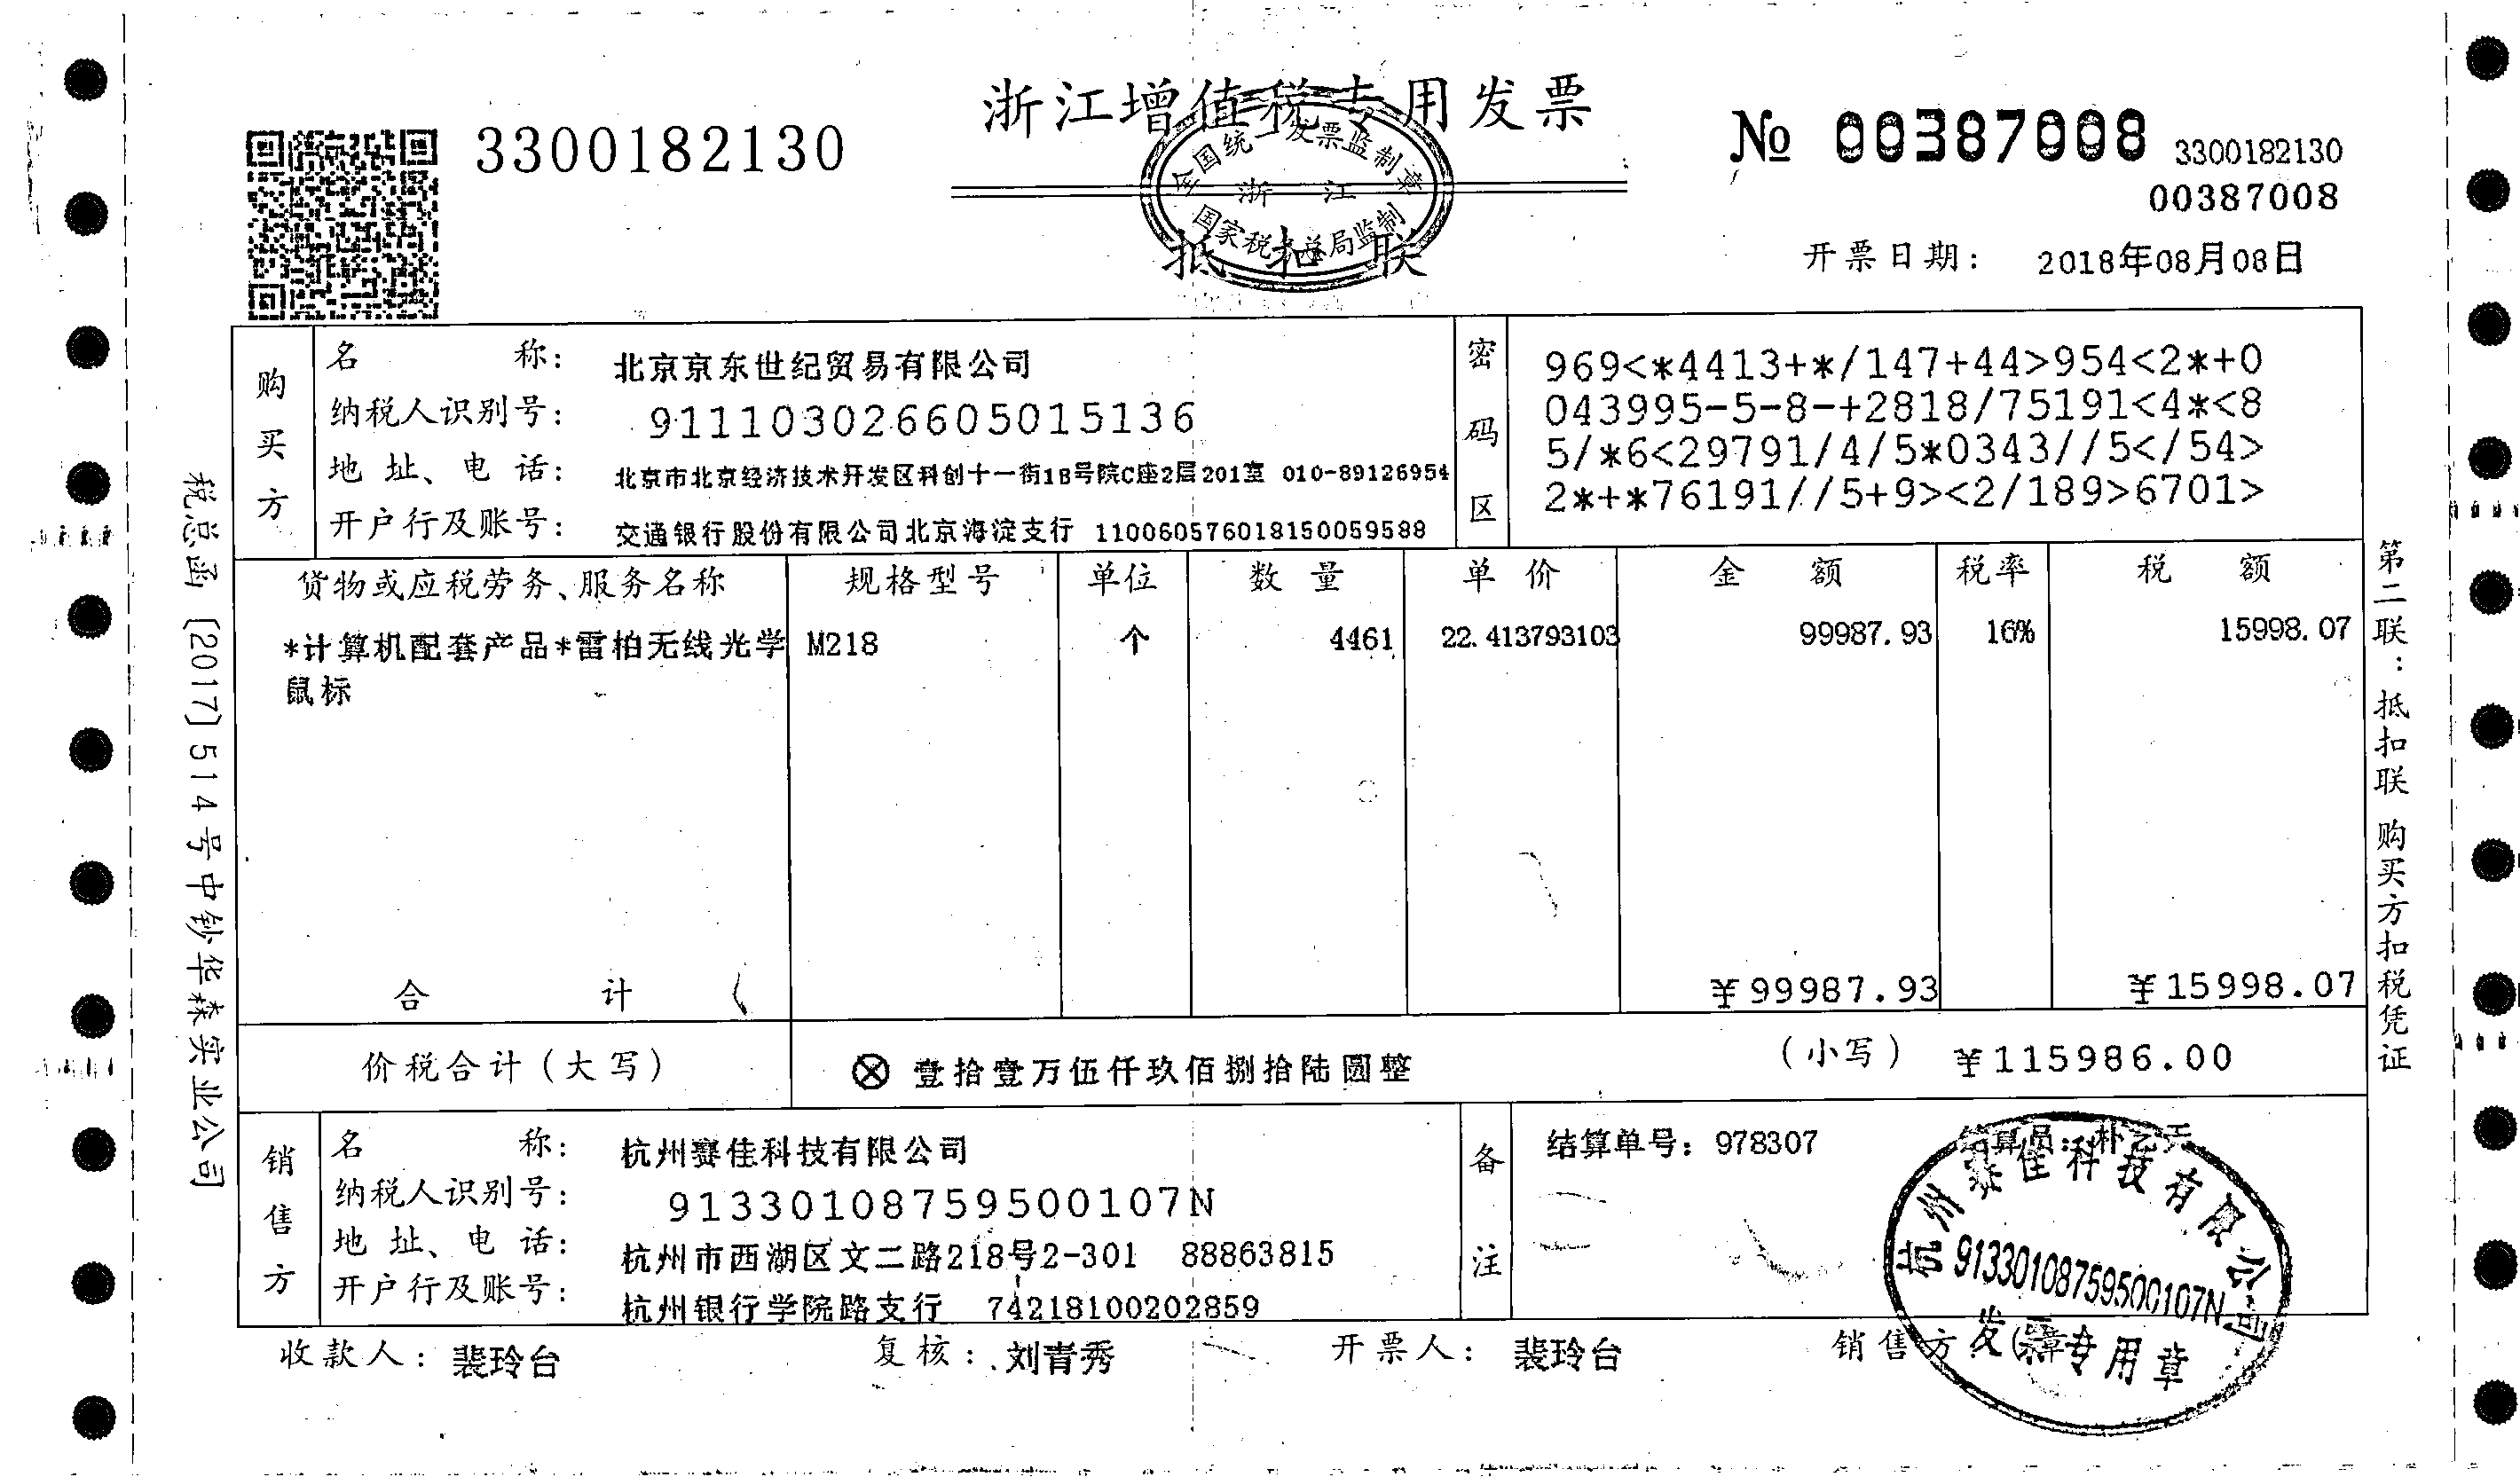 浙江增值税专用发票
3300182130
№ 00387008
3300182130
00387008
全国统一发票监制章
浙 江
国家税务总局监制
抵扣联
开票日期: 2018年08月08日
购买方
名 称: 北京京东世纪贸易有限公司
纳税人识别号: 911103026605015136
地 址、电 话: 北京市北京经济技术开发区科创十一街18号院C座2层201室 010-89126954
开户行及账号: 交通银行股份有限公司北京海淀支行 110060576018150059588
密码区
969<*4413+*/147+44>954<2*+0
043995-5-8-+2818/75191<4*<8
5/*6<29791/4/5*0343//5</54>
2*+*76191//5+9><2/189>6701>
货物或应税劳务、服务名称 规格型号 单位 数量 单价 金额 税率 税额
*计算机配套产品*雷柏无线光学 M218 个 4461 22.413793103 99987.93 16% 15998.07
鼠标
合 计 ¥99987.93 ¥15998.07
价税合计(大写) ⊗壹拾壹万伍仟玖佰捌拾陆圆整 (小写) ¥115986.00
销售方
名 称: 杭州赛佳科技有限公司
纳税人识别号: 91330108759500107N
地 址、电 话: 杭州市西湖区文二路218号2-301 88863815
开户行及账号: 杭州银行学院路支行 74218100202859
备注
结算单号: 978307
结算员:朴
杭州赛佳科技有限公司
91330108759500107N
发票专用章
收款人: 裴玲台 复核: 刘青秀 开票人: 裴玲台 销售方:(章)
税总函〔2017〕514号中钞华森实业公司
第二联:抵扣联 购买方扣税凭证